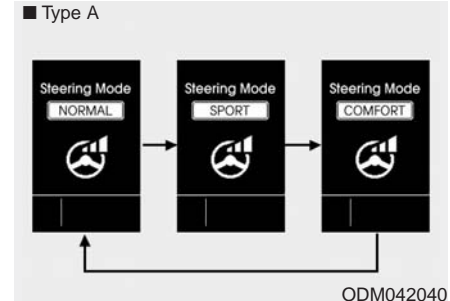 ■ Type A
Steering Mode
NORMAL
Steering Mode
SPORT
Steering Mode
COMFORT
ODM042040